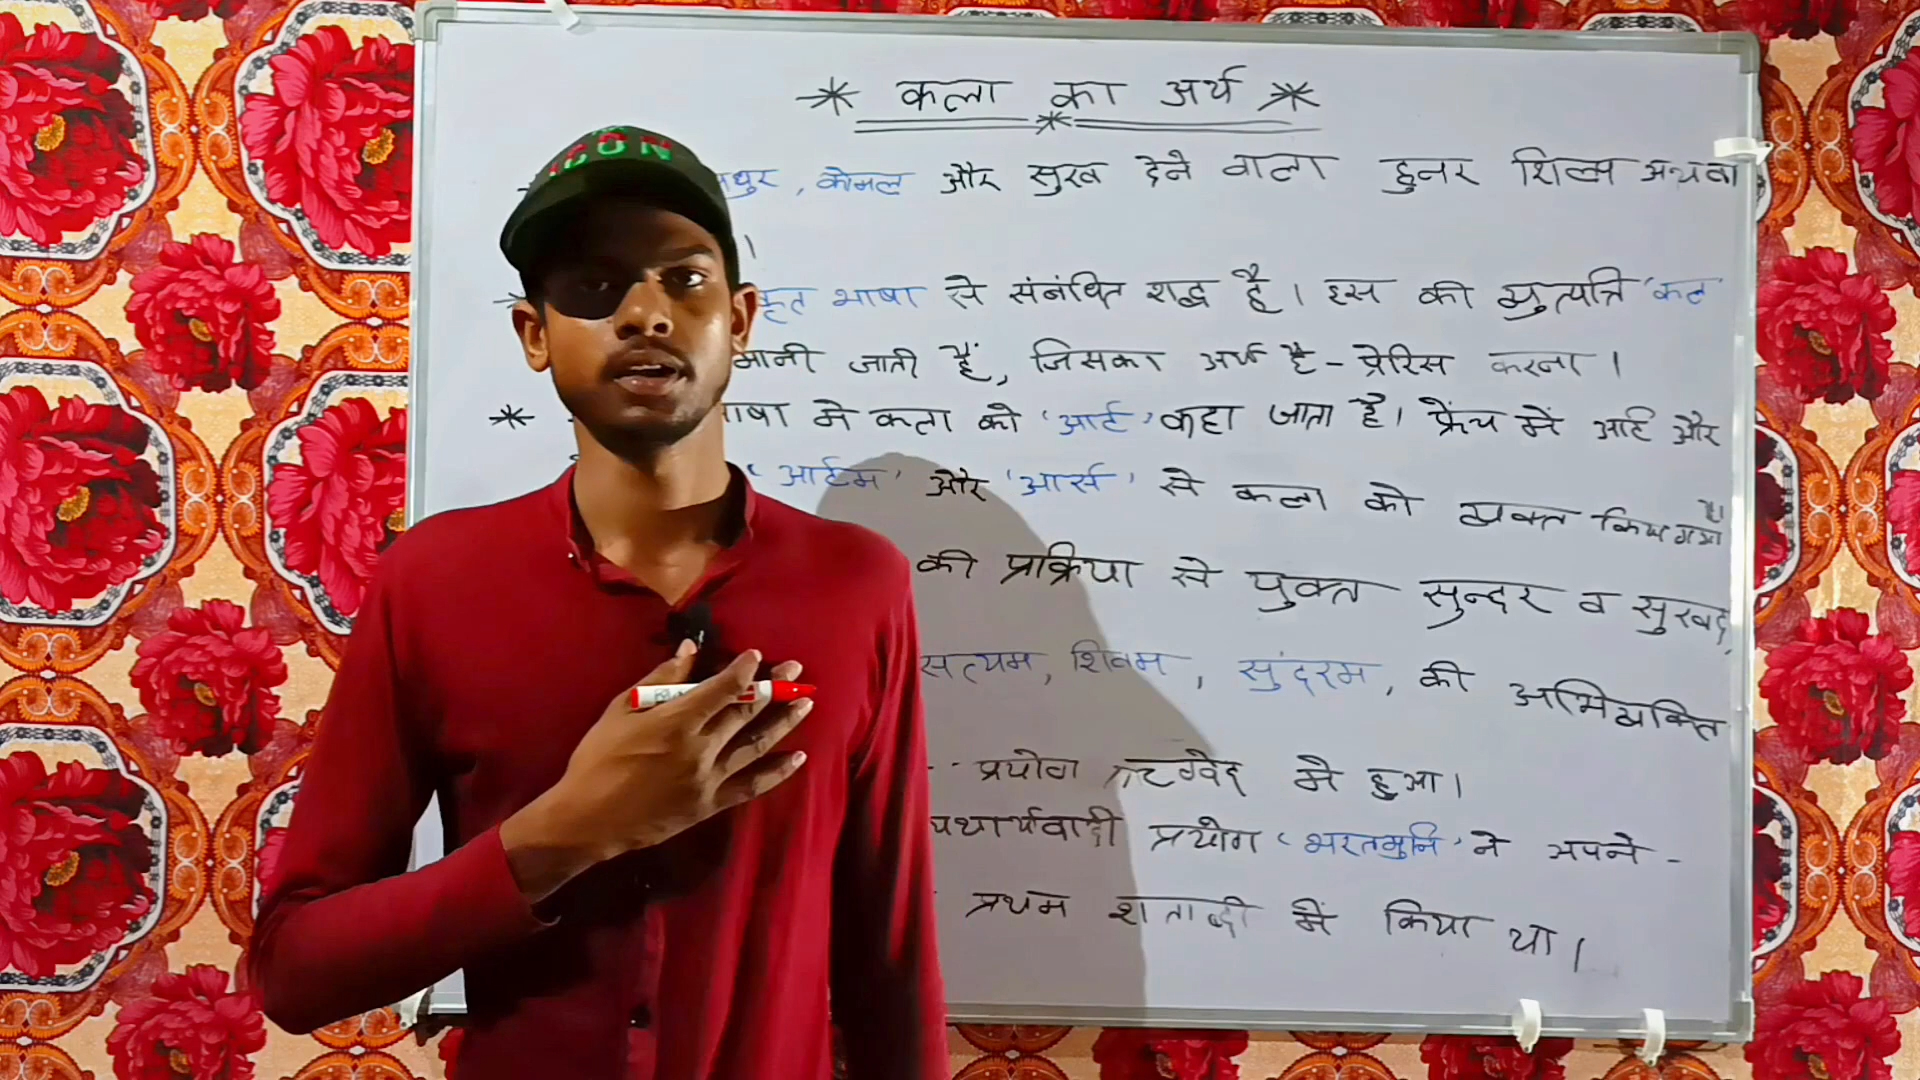 कला का अर्थ
ICON
मधुर, कोमल और सुख देने वाला हुनर शिल्प अथवा
।
भाषा से संबंधित शब्द है। इस की व्युत्पत्ति 'कल'
मानी जाती हैं, जिसका अर्थ है - प्रेरिस करना।
भाषा मे कला को 'आर्ट' कहा जाता है। फ्रेंच में आर्ट और
'आर्टम' और 'आर्स' से कला को व्यक्त किया गया है।
की प्रक्रिया से युक्त सुन्दर व सुखद,
सत्यम, शिवम, सुंदरम, की अभिव्यक्ति
प्रयोग ऋग्वेद मे हुआ।
यथार्थवादी प्रयोग 'भरतमुनि' ने अपने -
प्रथम शताब्दी में किया था।